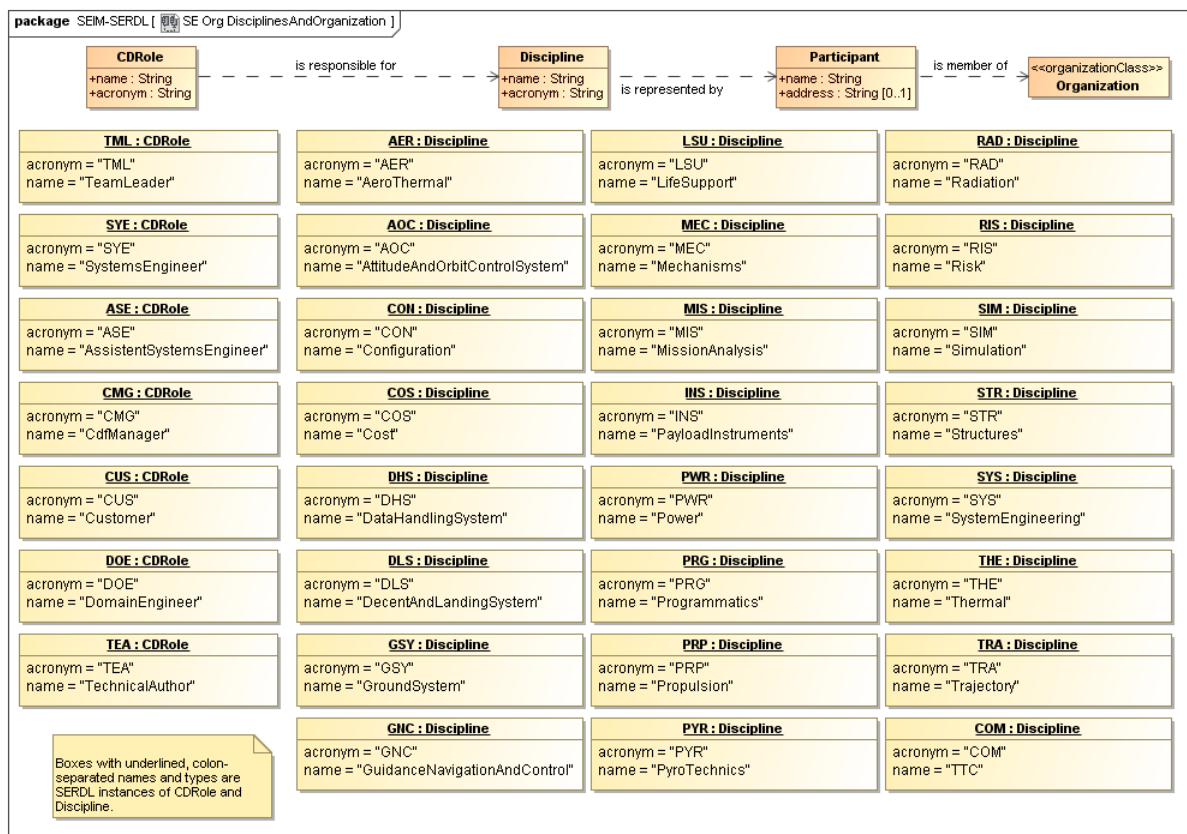 package SEIM-SERDL [ SE Org DisciplinesAndOrganization ]
CDRole
+name : String
+acronym : String
is responsible for
Discipline
+name : String
+acronym : String
is represented by
Participant
+name : String
+address : String [0..1]
is member of
<<organizationClass>>
Organization
TML : CDRole
acronym = "TML"
name = "TeamLeader"
SYE : CDRole
acronym = "SYE"
name = "SystemsEngineer"
ASE : CDRole
acronym = "ASE"
name = "AssistentSystemsEngineer"
CMG : CDRole
acronym = "CMG"
name = "CdfManager"
CUS : CDRole
acronym = "CUS"
name = "Customer"
DOE : CDRole
acronym = "DOE"
name = "DomainEngineer"
TEA : CDRole
acronym = "TEA"
name = "TechnicalAuthor"
Boxes with underlined, colon-
separated names and types are
SERDL instances of CDRole and
Discipline.
AER : Discipline
acronym = "AER"
name = "AeroThermal"
AOC : Discipline
acronym = "AOC"
name = "AttitudeAndOrbitControlSystem"
CON : Discipline
acronym = "CON"
name = "Configuration"
COS : Discipline
acronym = "COS"
name = "Cost"
DHS : Discipline
acronym = "DHS"
name = "DataHandlingSystem"
DLS : Discipline
acronym = "DLS"
name = "DecentAndLandingSystem"
GSY : Discipline
acronym = "GSY"
name = "GroundSystem"
GNC : Discipline
acronym = "GNC"
name = "GuidanceNavigationAndControl"
LSU : Discipline
acronym = "LSU"
name = "LifeSupport"
MEC : Discipline
acronym = "MEC"
name = "Mechanisms"
MIS : Discipline
acronym = "MIS"
name = "MissionAnalysis"
INS : Discipline
acronym = "INS"
name = "PayloadInstruments"
PWR : Discipline
acronym = "PWR"
name = "Power"
PRG : Discipline
acronym = "PRG"
name = "Programmatics"
PRP : Discipline
acronym = "PRP"
name = "Propulsion"
PYR : Discipline
acronym = "PYR"
name = "PyroTechnics"
RAD : Discipline
acronym = "RAD"
name = "Radiation"
RIS : Discipline
acronym = "RIS"
name = "Risk"
SIM : Discipline
acronym = "SIM"
name = "Simulation"
STR : Discipline
acronym = "STR"
name = "Structures"
SYS : Discipline
acronym = "SYS"
name = "SystemEngineering"
THE : Discipline
acronym = "THE"
name = "Thermal"
TRA : Discipline
acronym = "TRA"
name = "Trajectory"
COM : Discipline
acronym = "COM"
name = "TTC"